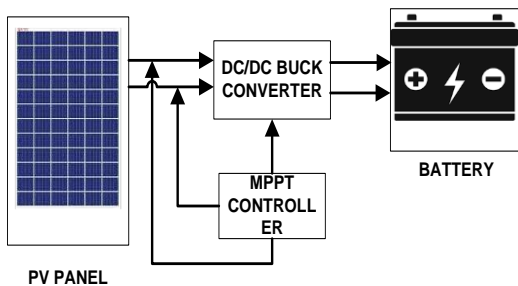 DC/DC BUCK
CONVERTER
BATTERY
MPPT
CONTROLL
ER
PV PANEL